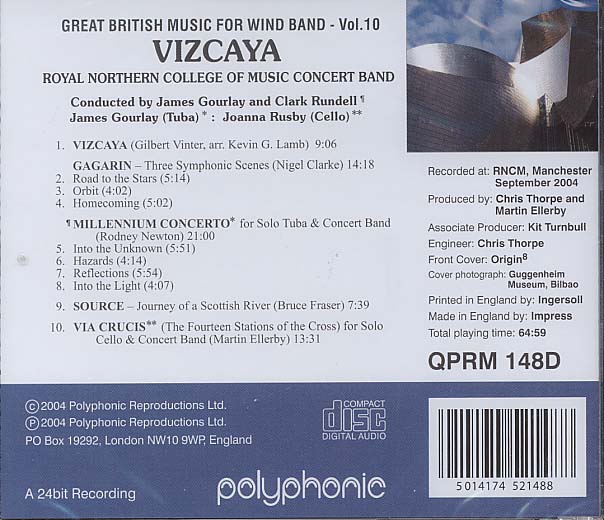 GREAT BRITISH MUSIC FOR WIND BAND - Vol.10
VIZCAYA
ROYAL NORTHERN COLLEGE OF MUSIC CONCERT BAND
Conducted by James Gourlay and Clark Rundell ¶
James Gourlay (Tuba) * : Joanna Rusby (Cello) **
1. VIZCAYA (Gilbert Vinter, arr. Kevin G. Lamb) 9:06
GAGARIN – Three Symphonic Scenes (Nigel Clarke) 14:18
2. Road to the Stars (5:14)
3. Orbit (4:02)
4. Homecoming (5:02)
¶ MILLENNIUM CONCERTO* for Solo Tuba & Concert Band
(Rodney Newton) 21:00
5. Into the Unknown (5:51)
6. Hazards (4:14)
7. Reflections (5:54)
8. Into the Light (4:07)
9. SOURCE – Journey of a Scottish River (Bruce Fraser) 7:39
10. VIA CRUCIS** (The Fourteen Stations of the Cross) for Solo
Cello & Concert Band (Martin Ellerby) 13:31
Recorded at: RNCM, Manchester
September 2004
Produced by: Chris Thorpe and
Martin Ellerby
Associate Producer: Kit Turnbull
Engineer: Chris Thorpe
Front Cover: Origin8
Cover photograph: Guggenheim
Museum, Bilbao
Printed in England by: Ingersoll
Made in England by: Impress
Total playing time: 64:59
QPRM 148D
© 2004 Polyphonic Reproductions Ltd.
℗ 2004 Polyphonic Reproductions Ltd.
PO Box 19292, London NW10 9WP, England
A 24bit Recording
COMPACT
disc
DIGITAL AUDIO
polyphonic
5 014174 521488